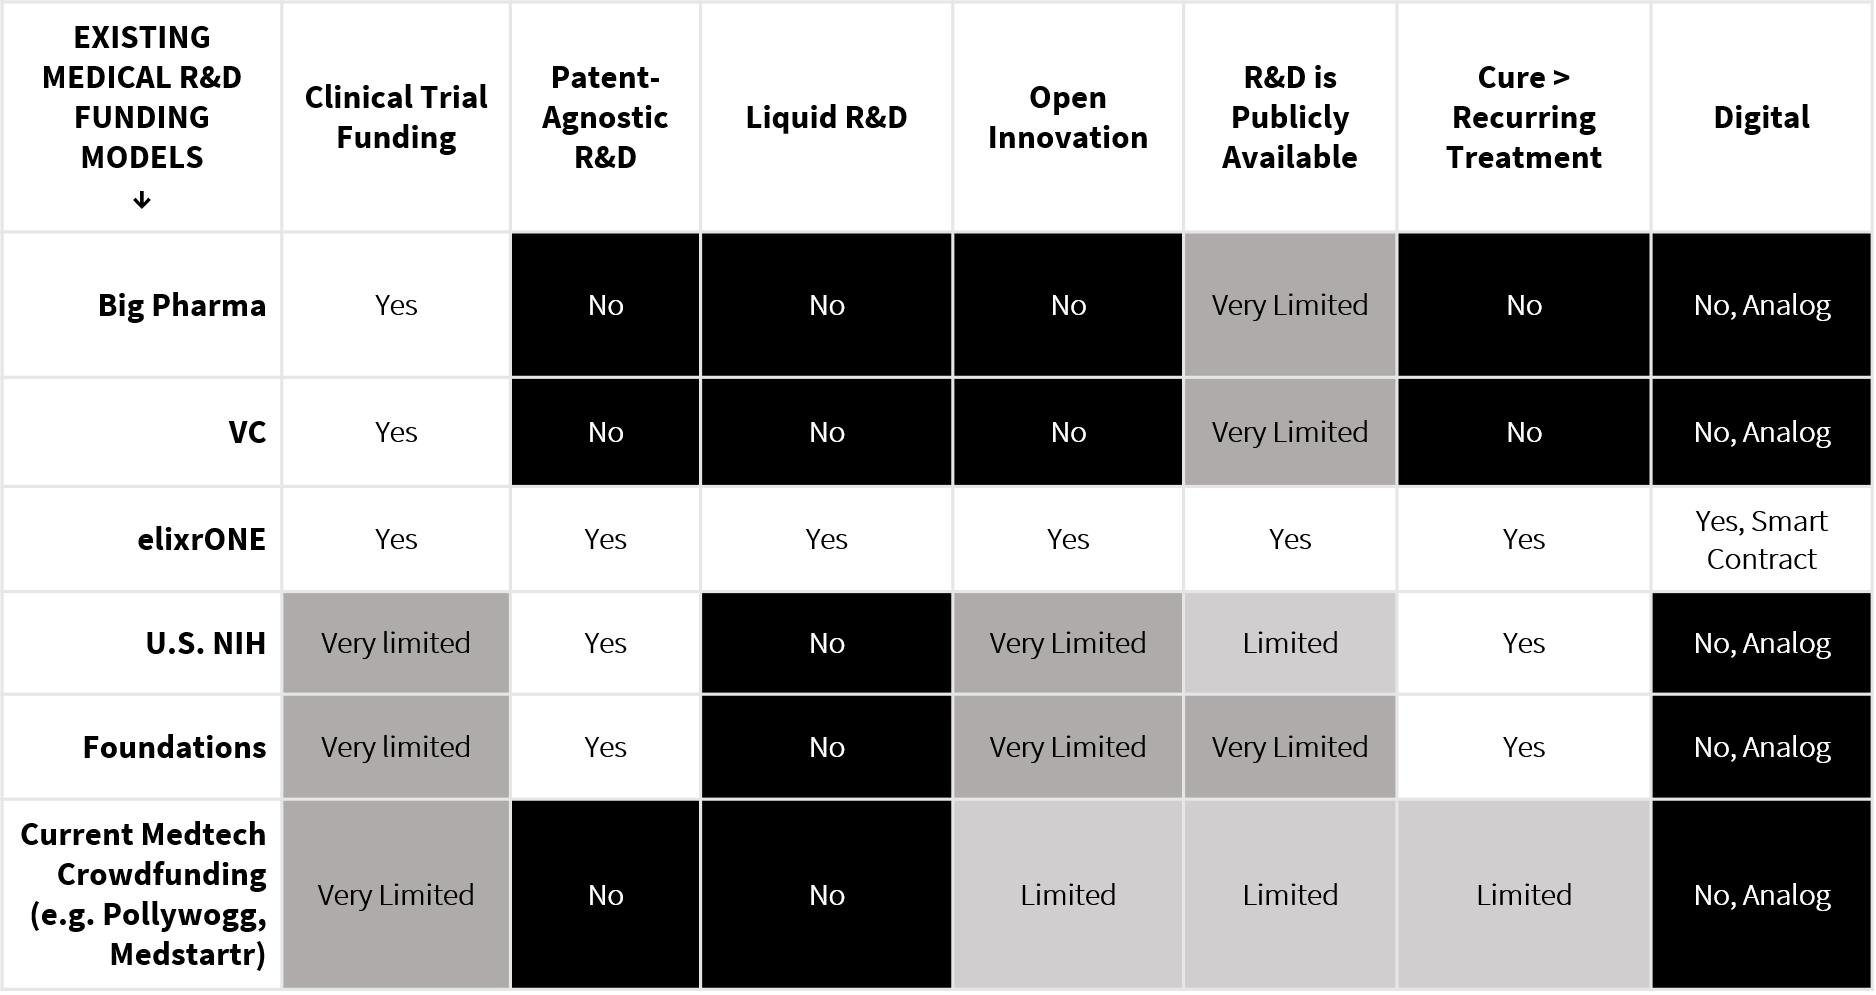 EXISTING
MEDICAL R&D
FUNDING
MODELS
↓
Clinical Trial
Funding
Patent-
Agnostic
R&D
Liquid R&D
Open
Innovation
R&D is
Publicly
Available
Cure >
Recurring
Treatment
Digital
Big Pharma
Yes
No
No
No
Very Limited
No
No, Analog
VC
Yes
No
No
No
Very Limited
No
No, Analog
elixrONE
Yes
Yes
Yes
Yes
Yes
Yes
Yes, Smart
Contract
U.S. NIH
Very limited
Yes
No
Very Limited
Limited
Yes
No, Analog
Foundations
Very limited
Yes
No
Very Limited
Very Limited
Yes
No, Analog
Current Medtech
Crowdfunding
(e.g. Pollywogg,
Medstartr)
Very Limited
No
No
Limited
Limited
Limited
No, Analog